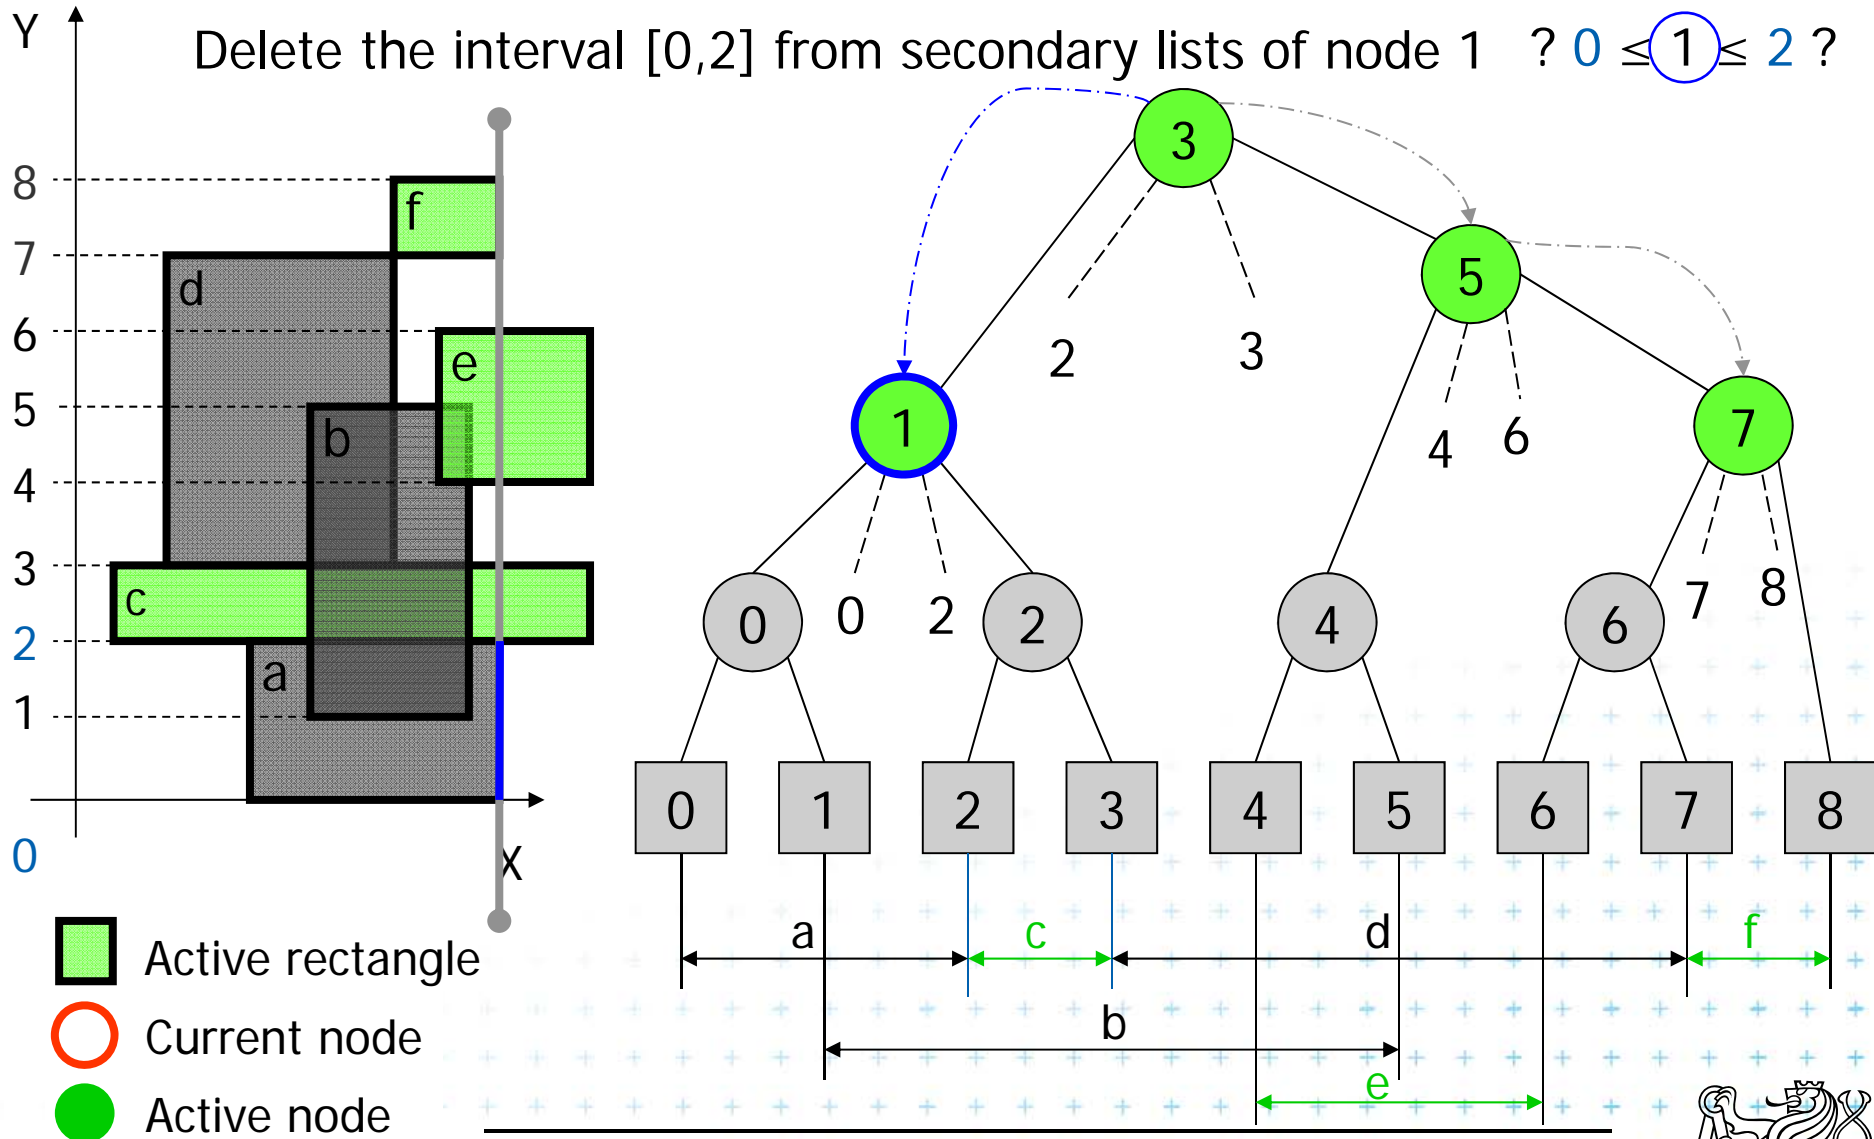 Y
Delete the interval [0,2] from secondary lists of node 1 ? 0 ≤ 1 ≤ 2 ?
3
8
f
7
d
5
6
e
2
3
5
b
1
4
6
7
4
3
c
0
0
2
2
4
6
7
8
2
a
1
0
1
2
3
4
5
6
7
8
0
X
a
c
d
f
Active rectangle
b
Current node
e
Active node